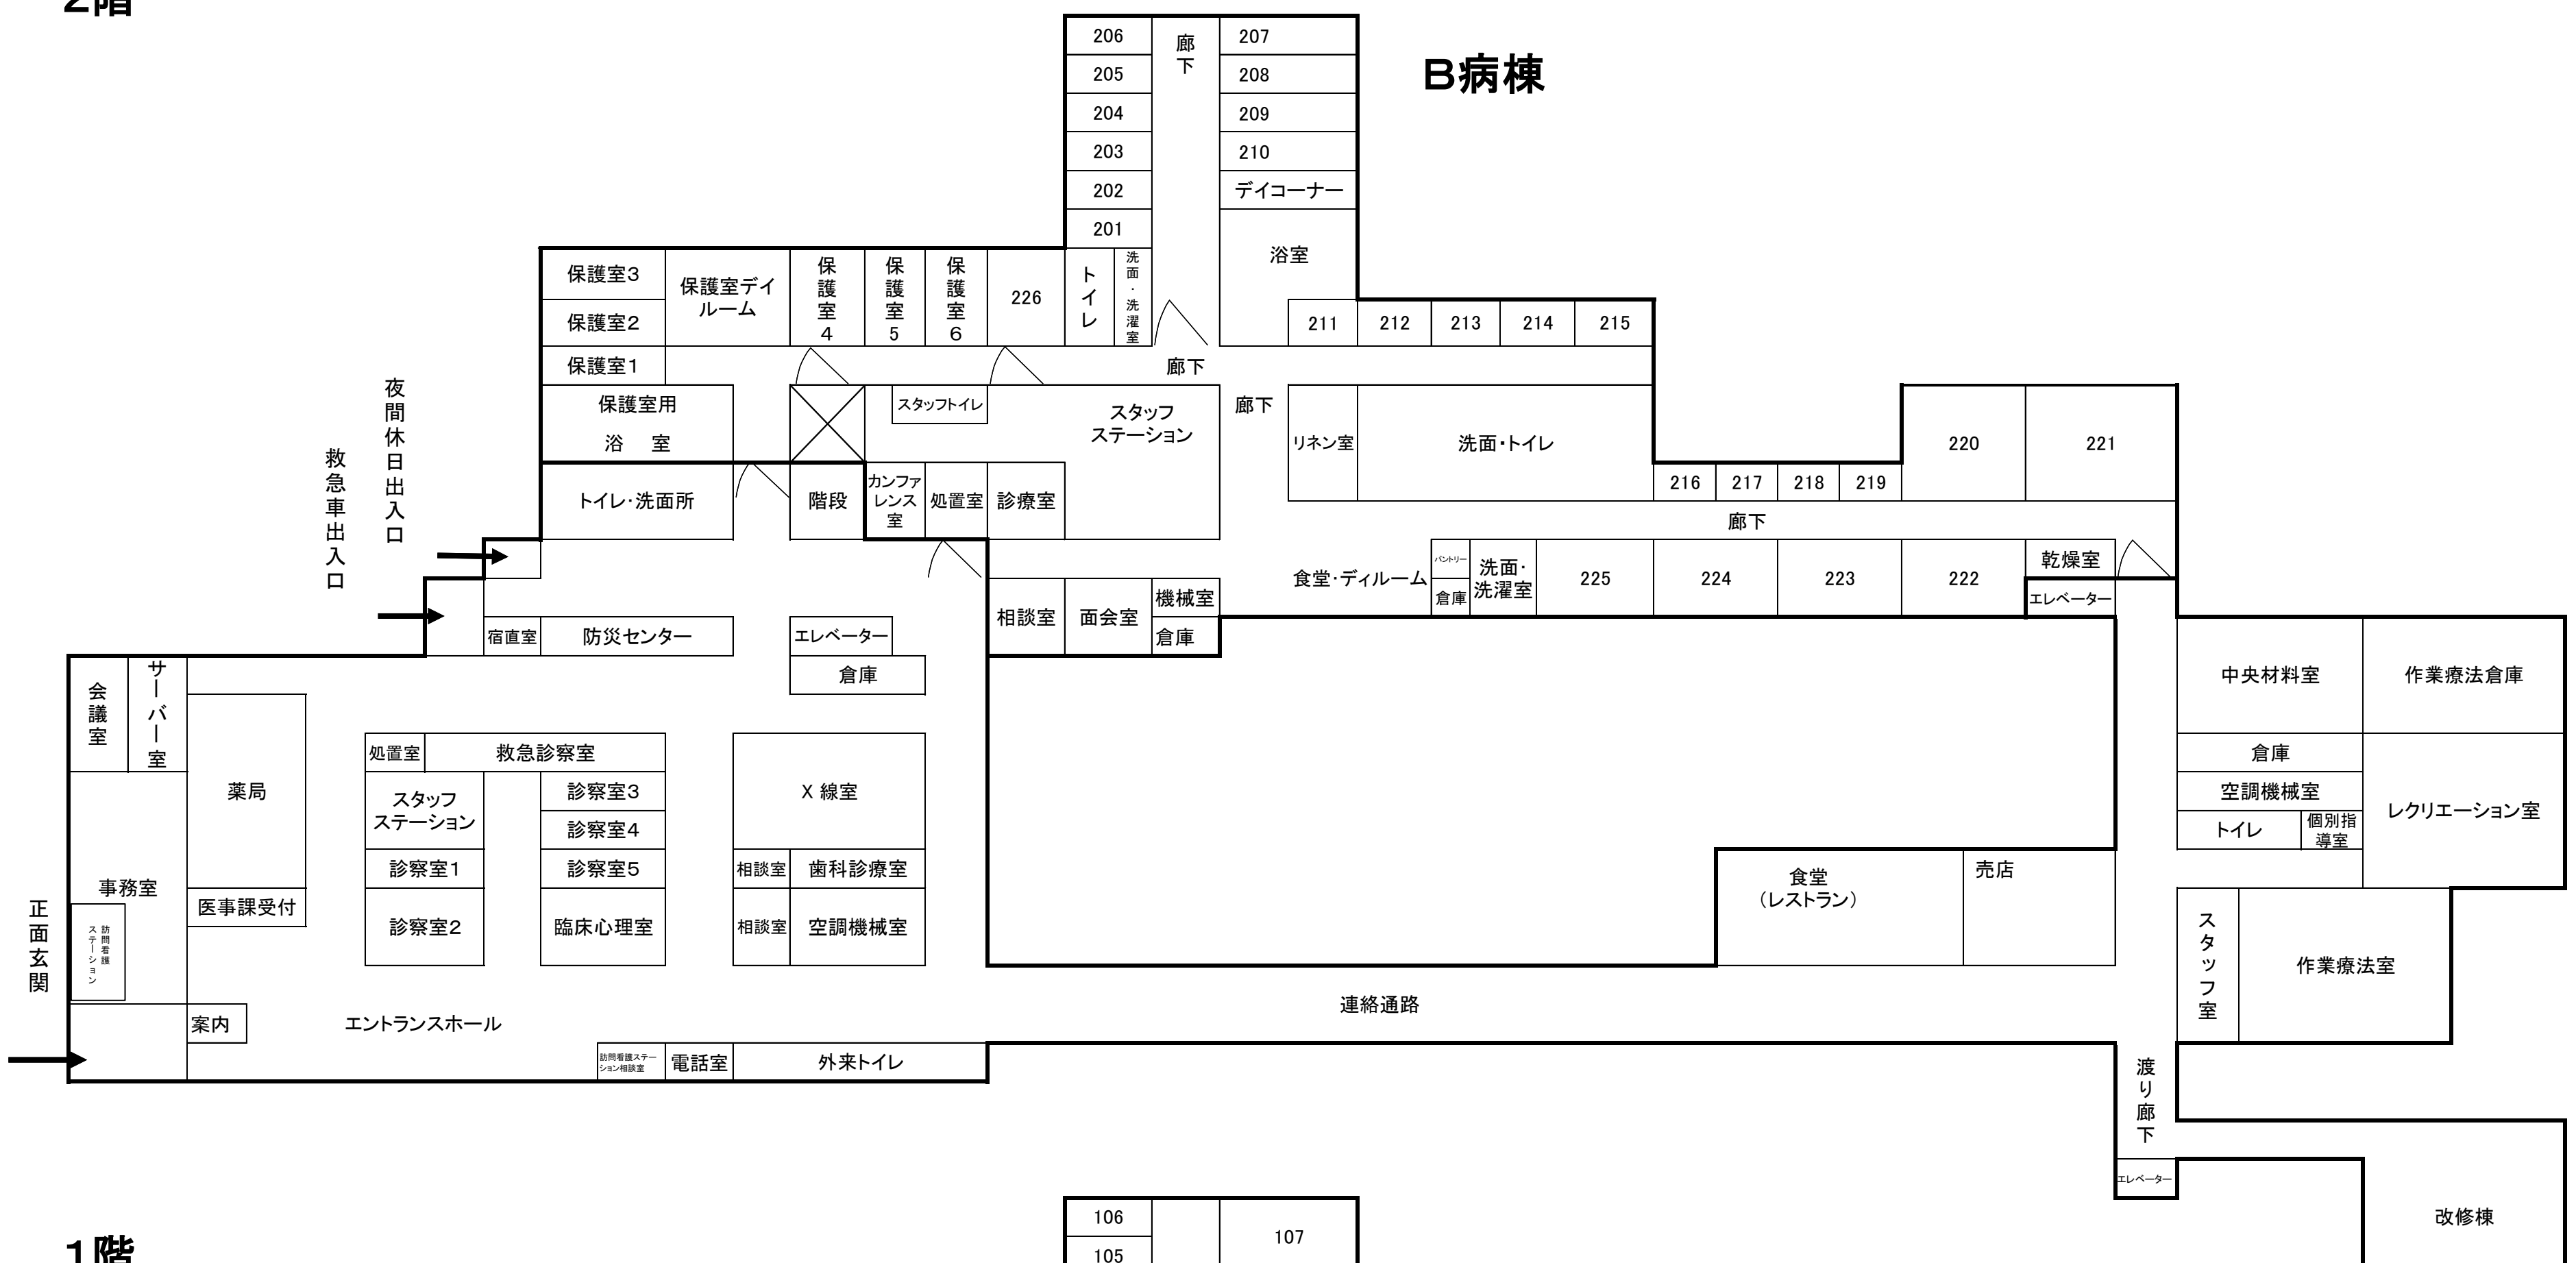 2階
B病棟
206
廊下
207
205
208
204
209
203
210
202
デイコーナー
201
浴室
保護室3
保護室デイ
ルーム
保護室4
保護室5
保護室6
226
トイレ
洗面・洗濯室
保護室2
211
212
213
214
215
保護室1
廊下
夜間休日出入口
救急車出入口
保護室用
浴 室
スタッフトイレ
スタッフ
ステーション
廊下
リネン室
洗面・トイレ
220
221
トイレ・洗面所
階段
カンファ
レンス
室
処置室
診療室
216
217
218
219
廊下
食堂・ディルーム
パントリー
倉庫
洗面・
洗濯室
225
224
223
222
乾燥室
エレベーター
宿直室
防災センター
エレベーター
倉庫
相談室
面会室
機械室
倉庫
会議室
サーバー室
薬局
中央材料室
作業療法倉庫
処置室
救急診察室
X 線室
倉庫
スタッフ
ステーション
診察室3
空調機械室
レクリエーション室
診察室4
トイレ
個別指
導室
診察室1
診察室5
相談室
歯科診療室
食堂
（レストラン）
売店
事務室
医事課受付
診察室2
臨床心理室
相談室
空調機械室
正面玄関
訪問看護
ステーション
スタッフ室
作業療法室
案内
エントランスホール
連絡通路
訪問看護ステー
ション相談室
電話室
外来トイレ
渡り廊下
エレベーター
改修棟
1階
106
107
105